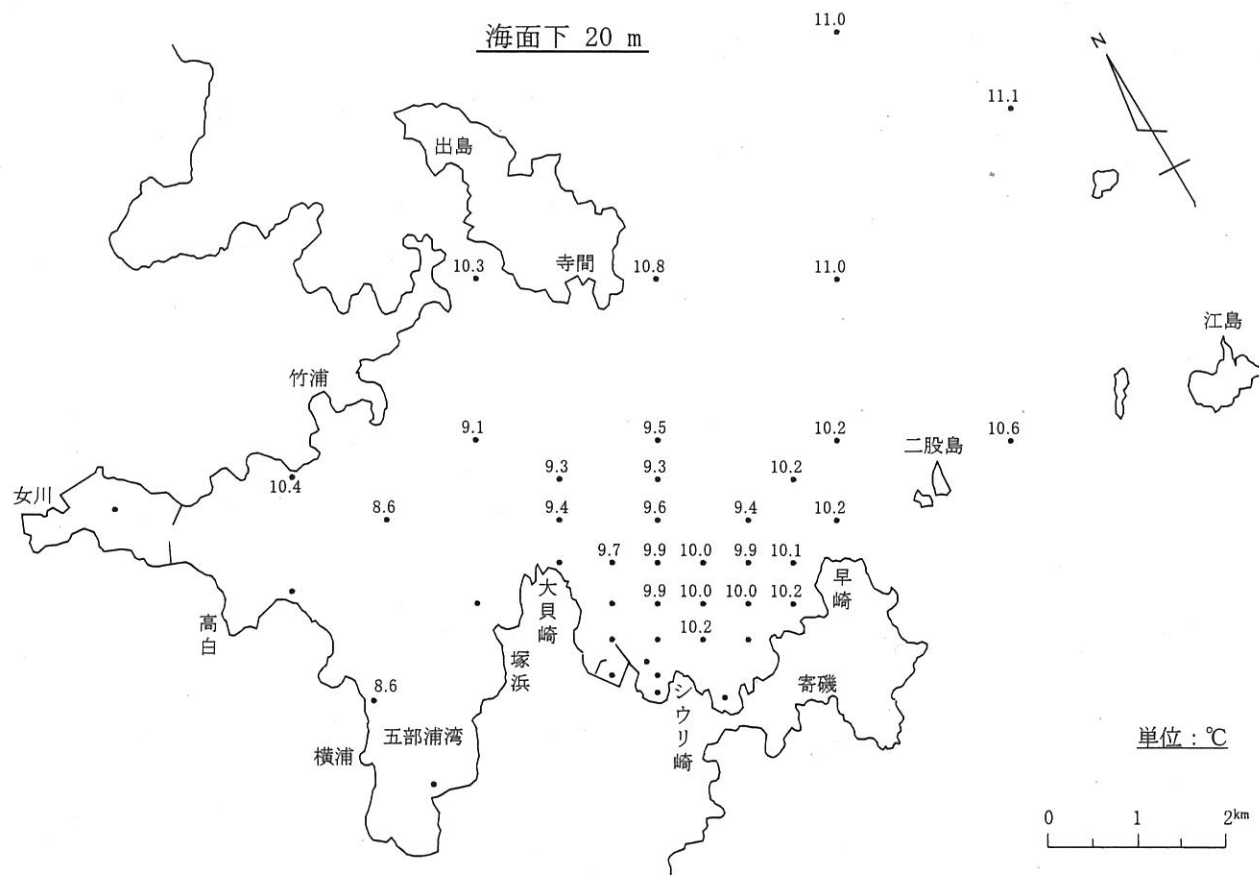 海面下 20 m
11.0
N
11.1
出島
10.3
寺間
10.8
11.0
江島
竹浦
9.1
9.5
10.2
10.6
二股島
9.3
9.3
10.2
10.4
女川
8.6
9.4
9.6
9.4
10.2
9.7
9.9
10.0
9.9
10.1
大貝崎
早崎
9.9
10.0
10.0
10.2
高白
10.2
塚浜
8.6
シウリ崎
寄磯
五部浦湾
横浦
単位：℃
0 1 2km